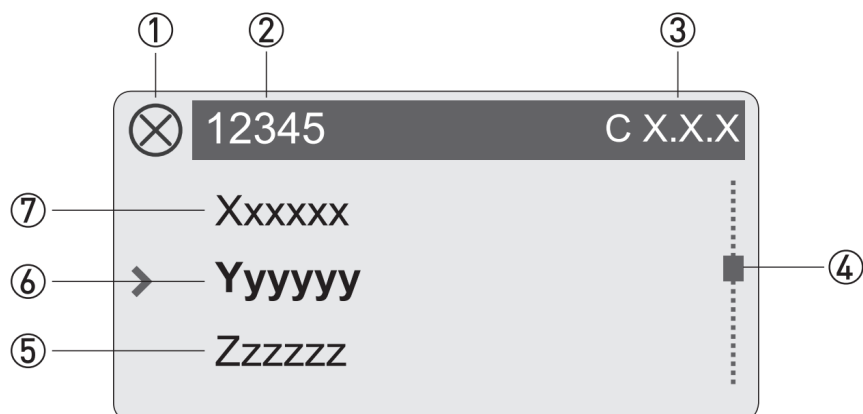 ① ② ③
12345 C X.X.X
⑦ Xxxxxx
⑥ Yyyyyy ④
⑤ Zzzzzz